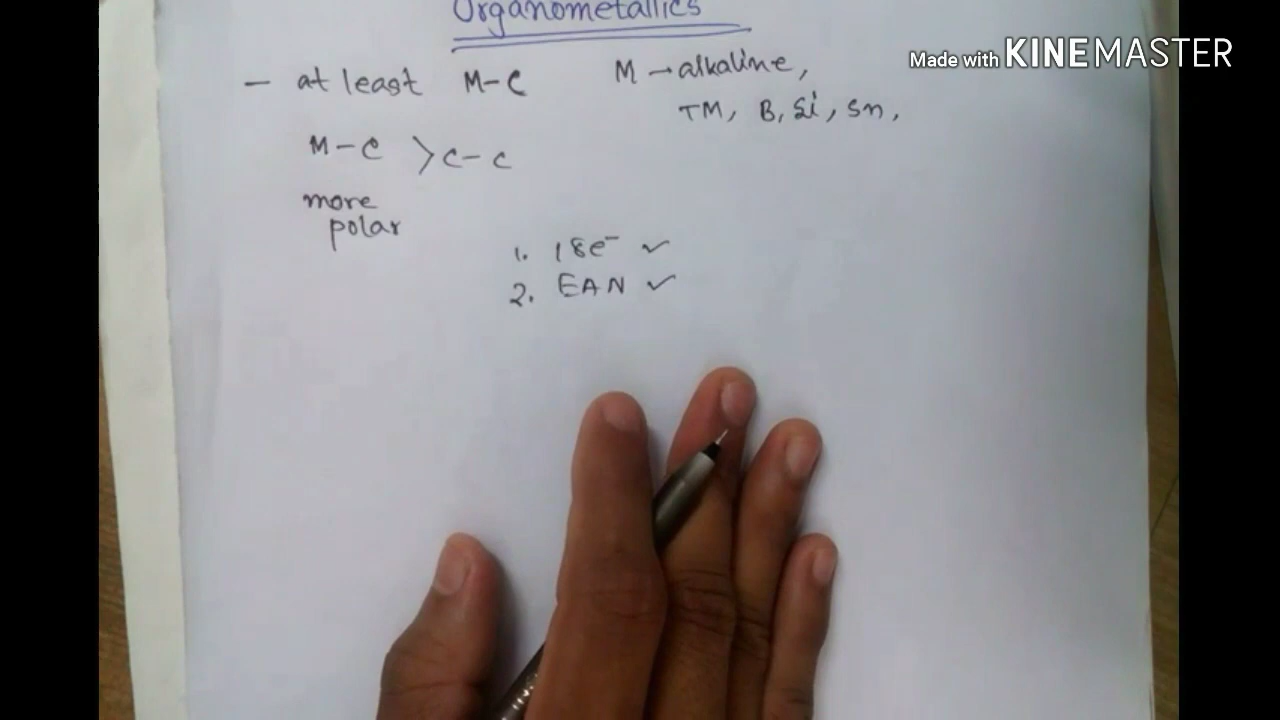 Organometallics
Made with KINEMASTER
– at least M–C M → alkaline,
TM, B, Si, Sn,
M–C > C–C
more
polar
1. 18e⁻ ✓
2. EAN ✓